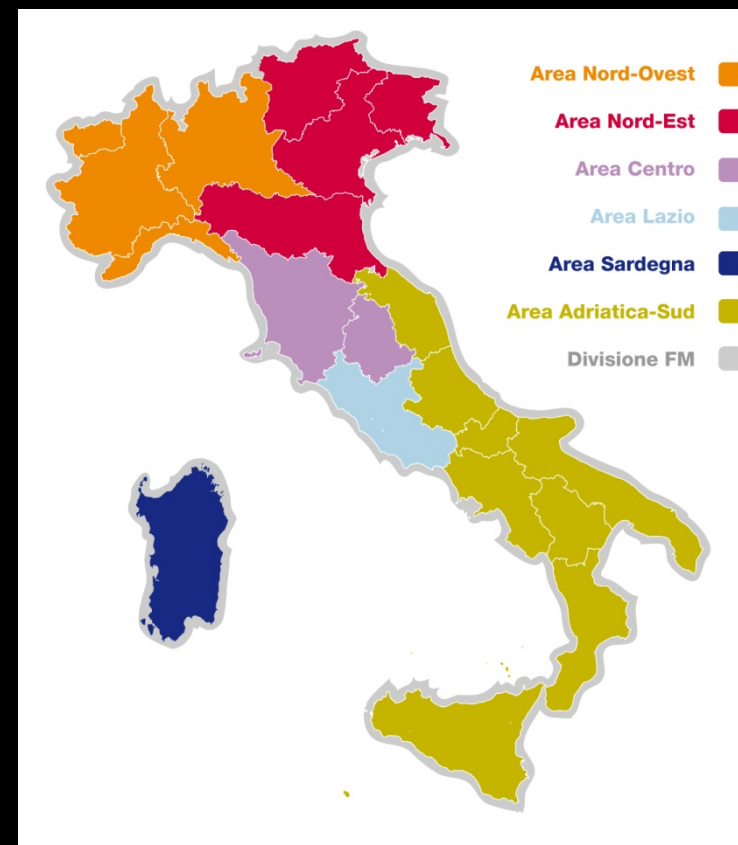 Area Nord-Ovest
Area Nord-Est
Area Centro
Area Lazio
Area Sardegna
Area Adriatica-Sud
Divisione FM